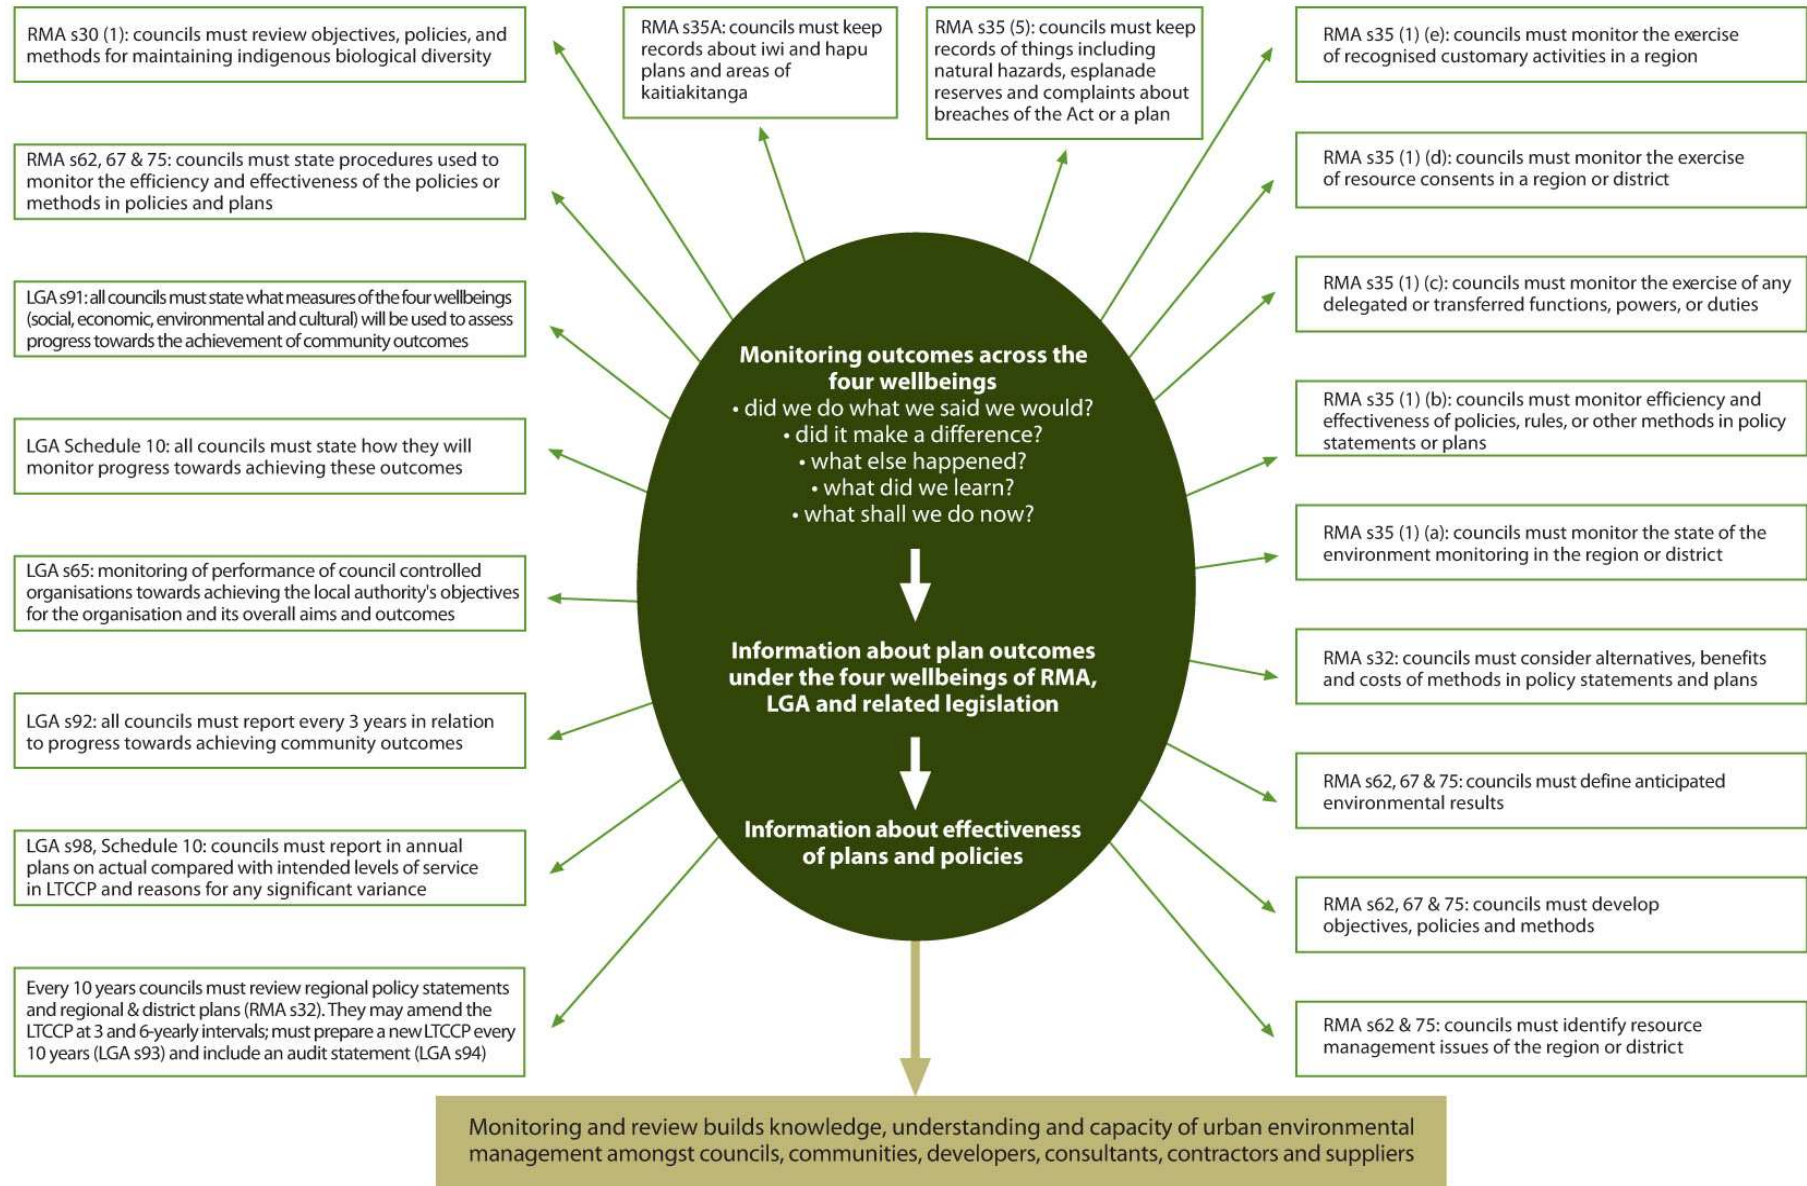 RMA s30 (1): councils must review objectives, policies, and
methods for maintaining indigenous biological diversity
RMA s62, 67 & 75: councils must state procedures used to
monitor the efficiency and effectiveness of the policies or
methods in policies and plans
LGA s91: all councils must state what measures of the four wellbeings
(social, economic, environmental and cultural) will be used to assess
progress towards the achievement of community outcomes
LGA Schedule 10: all councils must state how they will
monitor progress towards achieving these outcomes
LGA s65: monitoring of performance of council controlled
organisations towards achieving the local authority's objectives
for the organisation and its overall aims and outcomes
LGA s92: all councils must report every 3 years in relation
to progress towards achieving community outcomes
LGA s98, Schedule 10: councils must report in annual
plans on actual compared with intended levels of service
in LTCCP and reasons for any significant variance
Every 10 years councils must review regional policy statements
and regional & district plans (RMA s32). They may amend the
LTCCP at 3 and 6-yearly intervals; must prepare a new LTCCP every
10 years (LGA s93) and include an audit statement (LGA s94)
RMA s35A: councils must keep
records about iwi and hapu
plans and areas of
kaitiakitanga
RMA s35 (5): councils must keep
records of things including
natural hazards, esplanade
reserves and complaints about
breaches of the Act or a plan
Monitoring outcomes across the
four wellbeings
• did we do what we said we would?
• did it make a difference?
• what else happened?
• what did we learn?
• what shall we do now?
Information about plan outcomes
under the four wellbeings of RMA,
LGA and related legislation
Information about effectiveness
of plans and policies
RMA s35 (1) (e): councils must monitor the exercise
of recognised customary activities in a region
RMA s35 (1) (d): councils must monitor the exercise
of resource consents in a region or district
RMA s35 (1) (c): councils must monitor the exercise of any
delegated or transferred functions, powers, or duties
RMA s35 (1) (b): councils must monitor efficiency and
effectiveness of policies, rules, or other methods in policy
statements or plans
RMA s35 (1) (a): councils must monitor the state of the
environment monitoring in the region or district
RMA s32: councils must consider alternatives, benefits
and costs of methods in policy statements and plans
RMA s62, 67 & 75: councils must define anticipated
environmental results
RMA s62, 67 & 75: councils must develop
objectives, policies and methods
RMA s62 & 75: councils must identify resource
management issues of the region or district
Monitoring and review builds knowledge, understanding and capacity of urban environmental
management amongst councils, communities, developers, consultants, contractors and suppliers